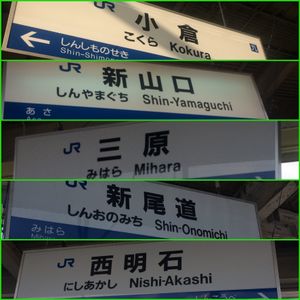 JR 小倉
こくら Kokura
しんしものせき
Shin-Shimo
JR 新山口
しんやまぐち Shin-Yamaguchi
あさ
JR 三原
みはら Mihara
JR 新尾道
しんおのみち Shin-Onomichi
みはら
JR 西明石
にしあかし Nishi-Akashi